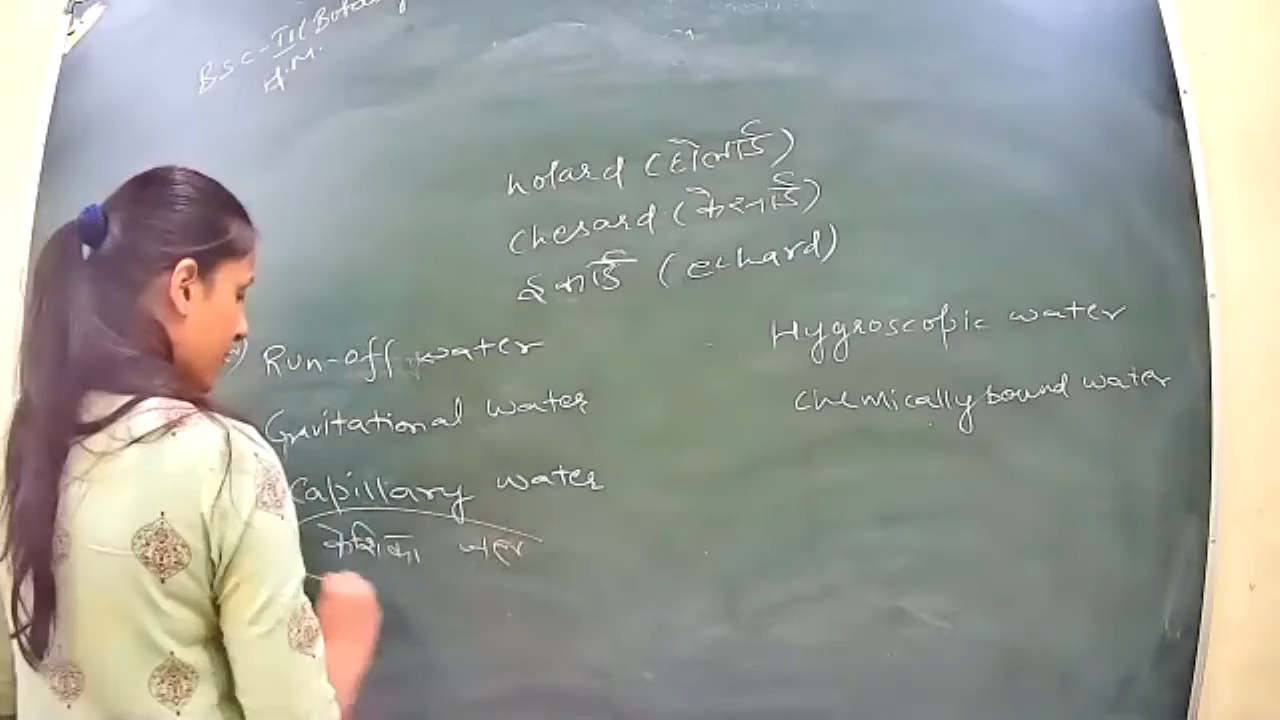 BSC-III (Botany
holard (होलार्ड)
chesard (केशार्ड)
इकार्ड (echard)
Run-off water
Gravitational water
Capillary water
केशिका जल
Hygroscopic water
chemically bound water